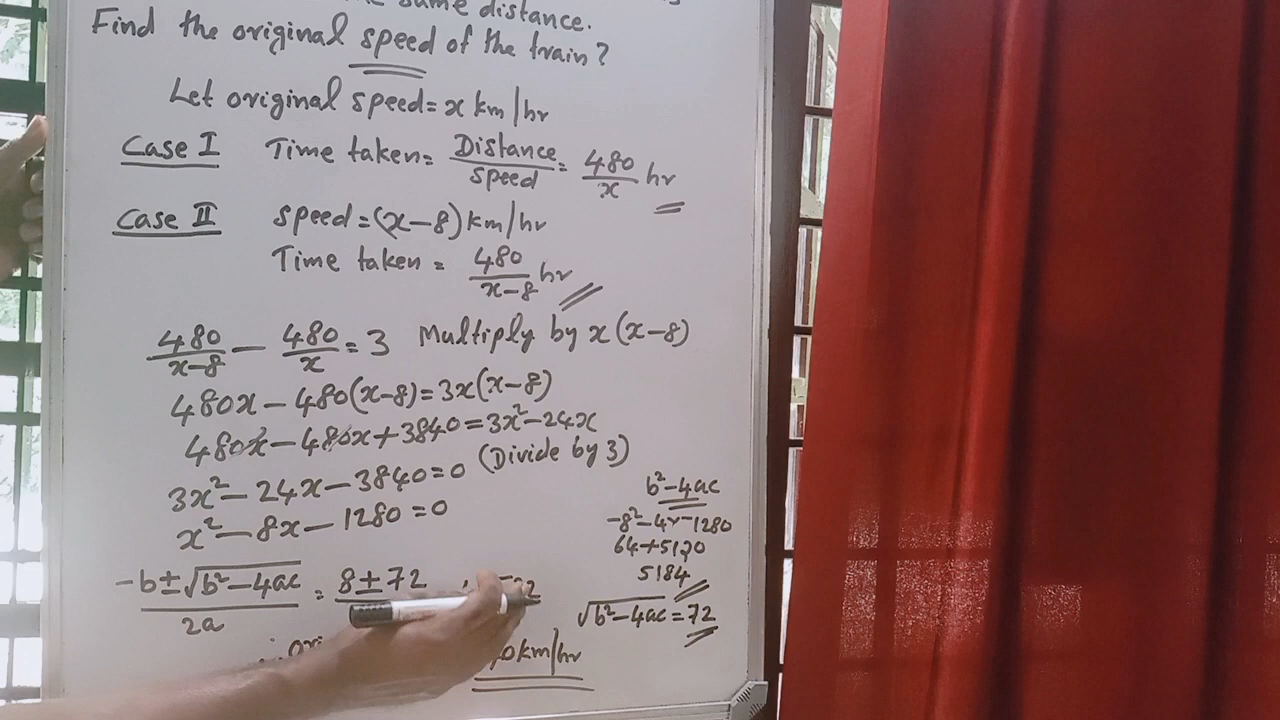 same distance.
Find the original speed of the train?
Let original speed = x km/hr
Case I Time taken = Distance/speed = 480/x hr
Case II speed = (x-8) km/hr
Time taken = 480/x-8 hr
480/x-8 - 480/x = 3 Multiply by x(x-8)
480x - 480(x-8) = 3x(x-8)
480x - 480x + 3840 = 3x² - 24x
3x² - 24x - 3840 = 0 (Divide by 3)
x² - 8x - 1280 = 0
-b ± √b²-4ac / 2a = 8 ± 72
km/hr
b²-4ac
-8² - 4x-1280
64 + 5120
5184
√b²-4ac = 72